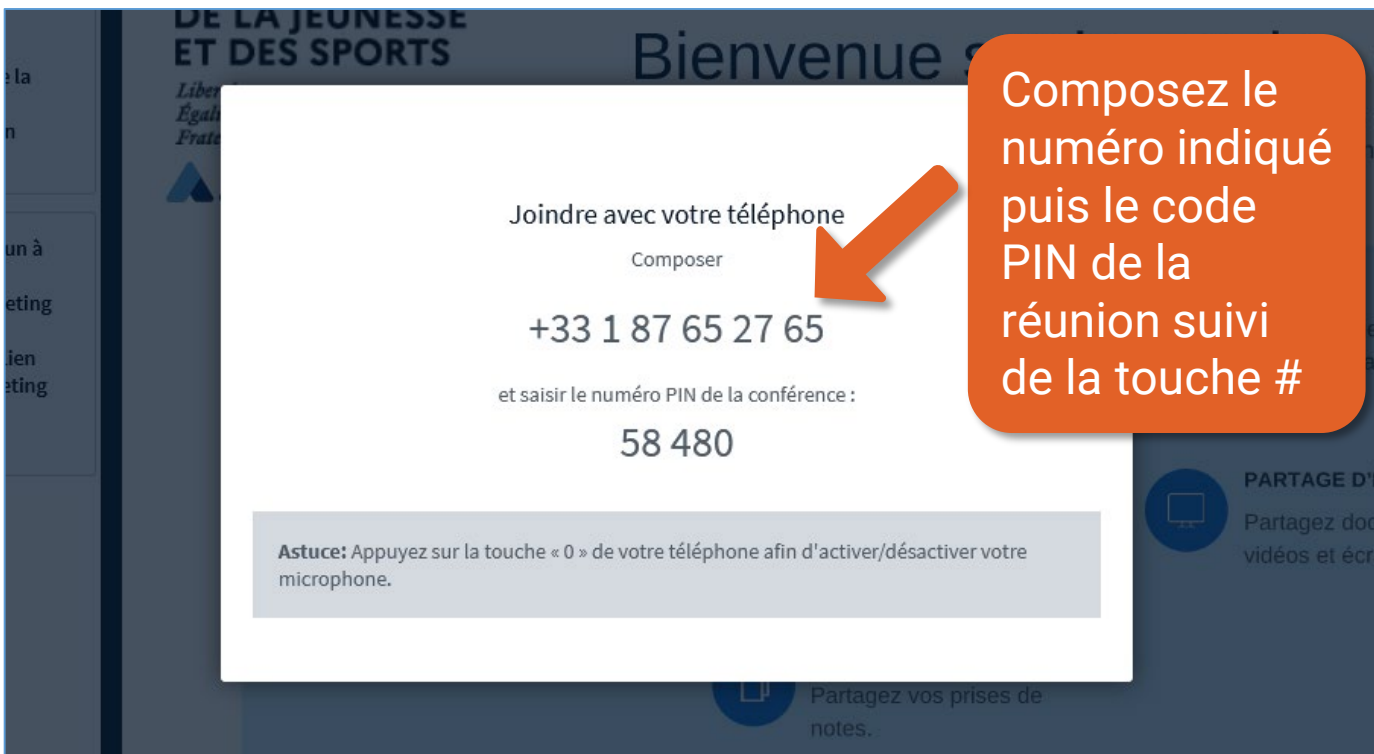 DE LA JEUNESSE
ET DES SPORTS
Bienvenue
la
un à
eting
eting
Composez le
numéro indiqué
puis le code
PIN de la
réunion suivi
de la touche #
Joindre avec votre téléphone
Composer
+33 1 87 65 27 65
et saisir le numéro PIN de la conférence :
58 480
Astuce: Appuyez sur la touche « 0 » de votre téléphone afin d'activer/désactiver votre
microphone.
PARTAGE D'
Partagez doc
vidéos et écr
Partagez vos prises de
notes.